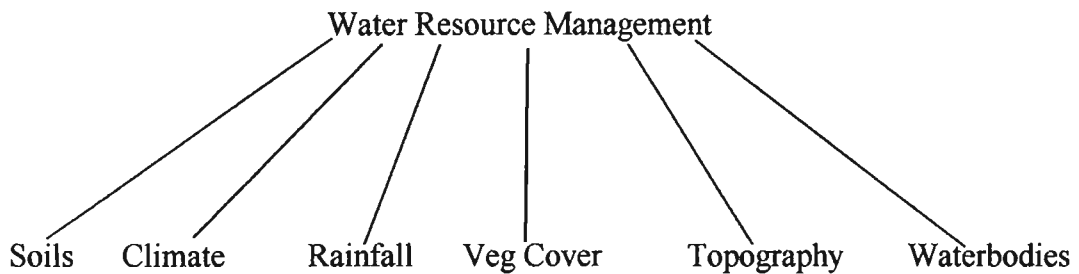 Water Resource Management
Soils Climate Rainfall Veg Cover Topography Waterbodies